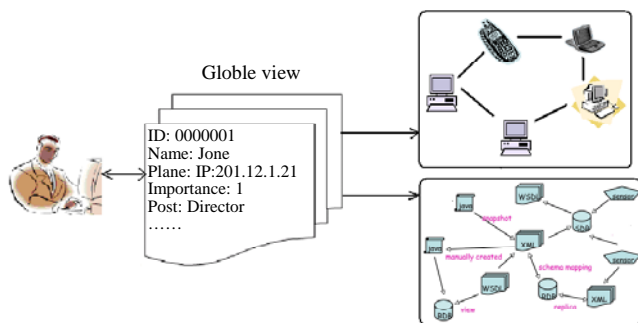 Globle view
ID: 0000001
Name: Jone
Plane: IP:201.12.1.21
Importance: 1
Post: Director
……
WSDL
sensor
java
snapshot
XML
java
manually created
sensor
schema mapping
WSDL
RDB
XML
view
replica
RDB